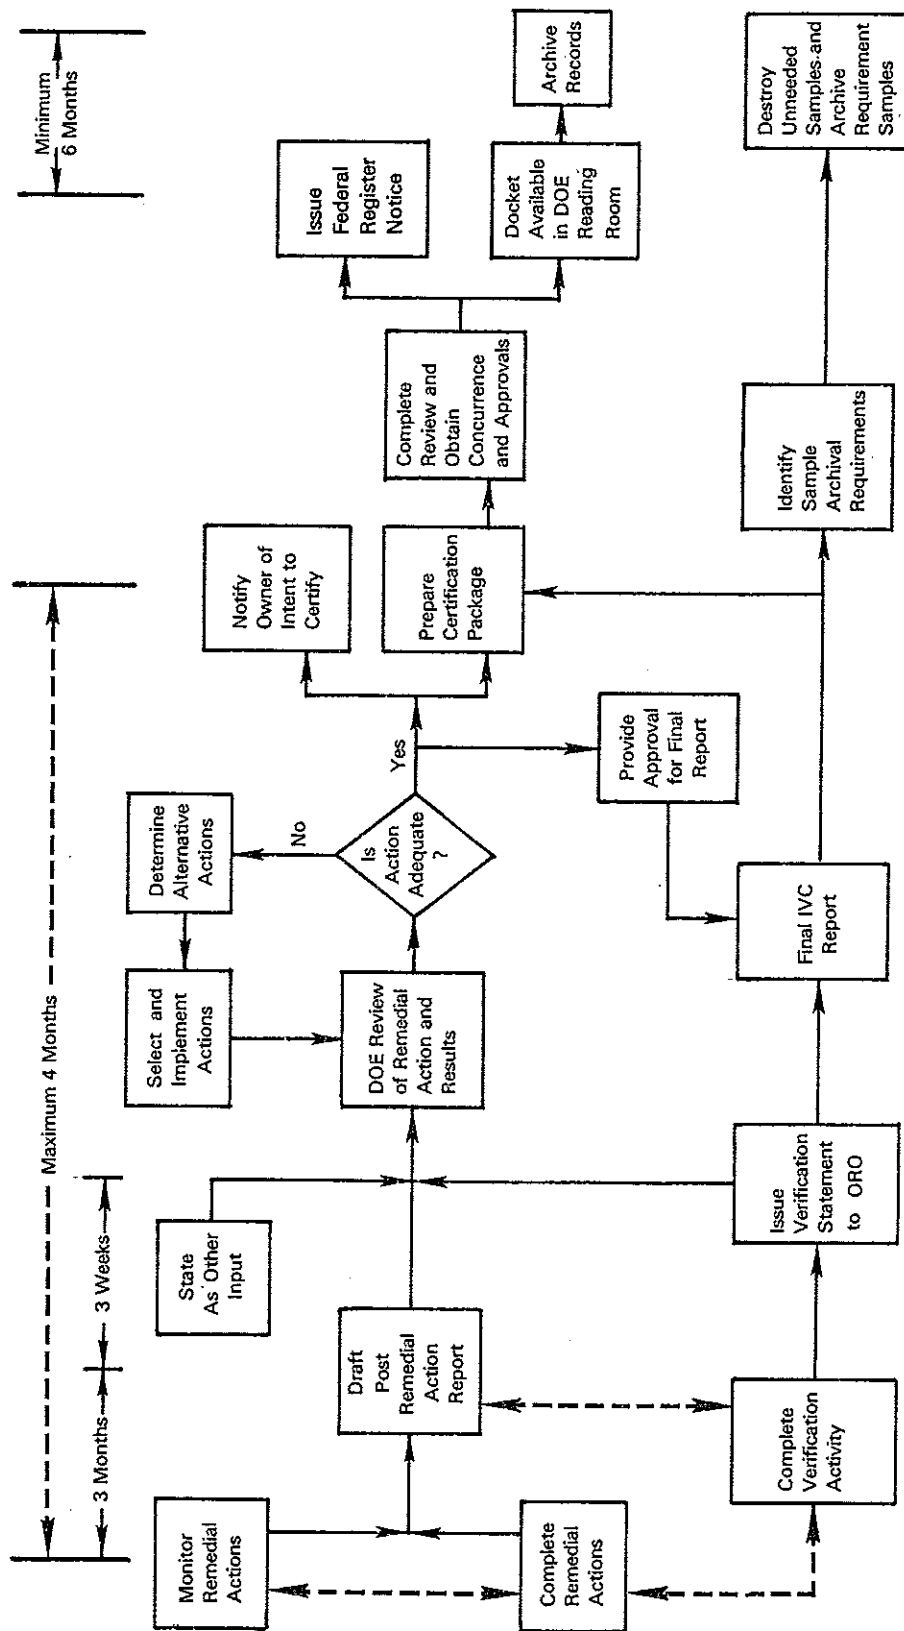 Maximum 4 Months
3 Months
3 Weeks
Minimum
6 Months
Monitor
Remedial
Actions
Complete
Remedial
Actions
Draft
Post
Remedial
Action
Report
Complete
Verification
Activity
State
As Other
Input
Issue
Verification
Statement
to ORO
Select and
Implement
Actions
DOE Review
of Remedial
Action and
Results
Determine
Alternative
Actions
No
Is
Action
Adequate
?
Yes
Final IVC
Report
Provide
Approval
for Final
Report
Notify
Owner of
Intent to
Certify
Prepare
Certification
Package
Complete
Review and
Obtain
Concurrence
and Approvals
Identify
Sample
Archival
Requirements
Issue
Federal
Register
Notice
Docket
Available
in DOE
Reading
Room
Archive
Records
Destroy
Unneeded
Samples and
Archive
Requirement
Samples